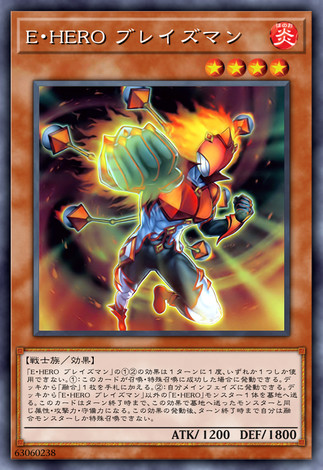 E・HERO ブレイズマン
ほのお
炎
【戦士族／効果】
「E・HERO ブレイズマン」の①②の効果は１ターンに１度、いずれか１つしか使
用できない。①：このカードが召喚・特殊召喚に成功した場合に発動できる。デ
ッキから「融合」１枚を手札に加える。②：自分メインフェイズに発動できる。デ
ッキから「E・HERO ブレイズマン」以外の「E・HERO」モンスター１体を墓地へ送
る。このカードはターン終了時まで、この効果で墓地へ送ったモンスターと同
じ属性・攻撃力・守備力になる。この効果の発動後、ターン終了時まで自分は融
合モンスターしか特殊召喚できない。
ATK/1200 DEF/1800
63060238